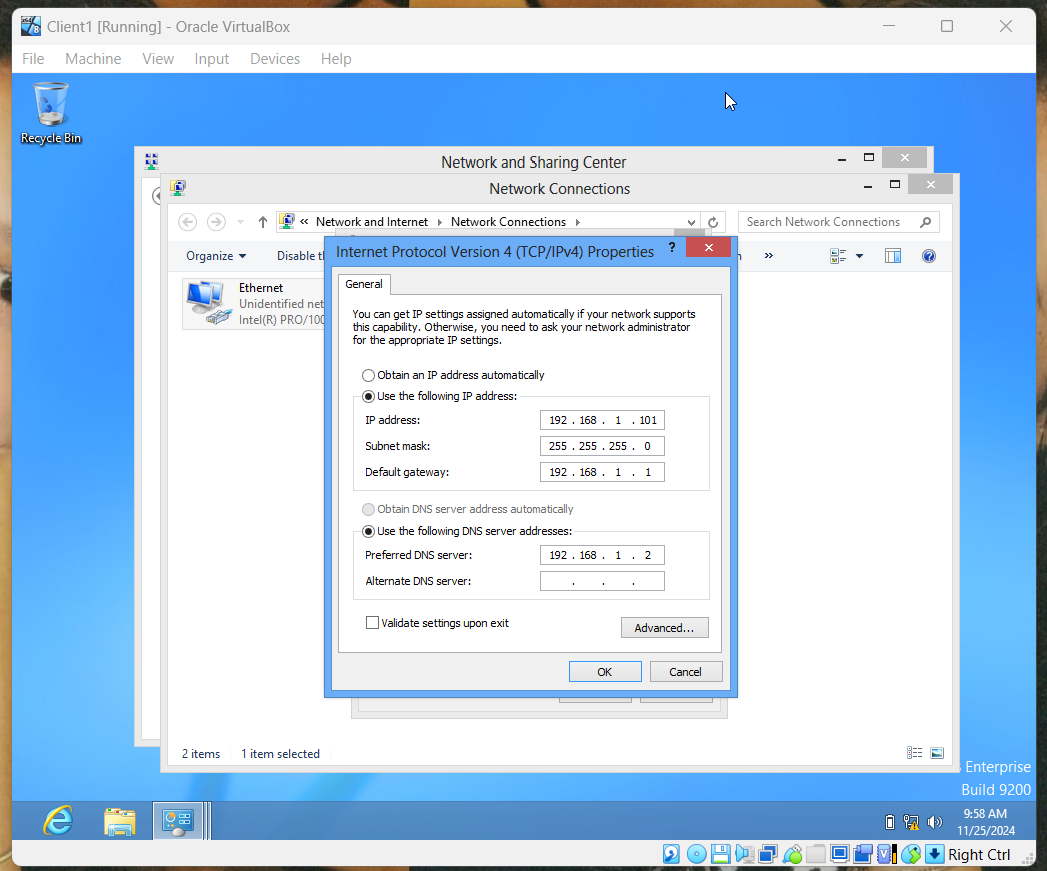 Client1 [Running] - Oracle VirtualBox
File Machine View Input Devices Help
Recycle Bin
Network and Sharing Center
Network Connections
« Network and Internet Network Connections
Search Network Connections
Organize Disable
Internet Protocol Version 4 (TCP/IPv4) Properties
General
Ethernet
Unidentified
Intel(R)
You can get IP settings assigned automatically if your network supports
this capability. Otherwise, you need to ask your network administrator
for the appropriate IP settings.
Obtain an IP address automatically
Use the following IP address:
IP address: 192 . 168 . 1 . 101
Subnet mask: 255 . 255 . 255 . 0
Default gateway: 192 . 168 . 1 . 1
Obtain DNS server address automatically
Use the following DNS server addresses:
Preferred DNS server: 192 . 168 . 1 . 2
Alternate DNS server: . . .
Validate settings upon exit
Advanced...
OK Cancel
2 items 1 item selected
Enterprise
Build 9200
9:58 AM
11/25/2024
Right Ctrl